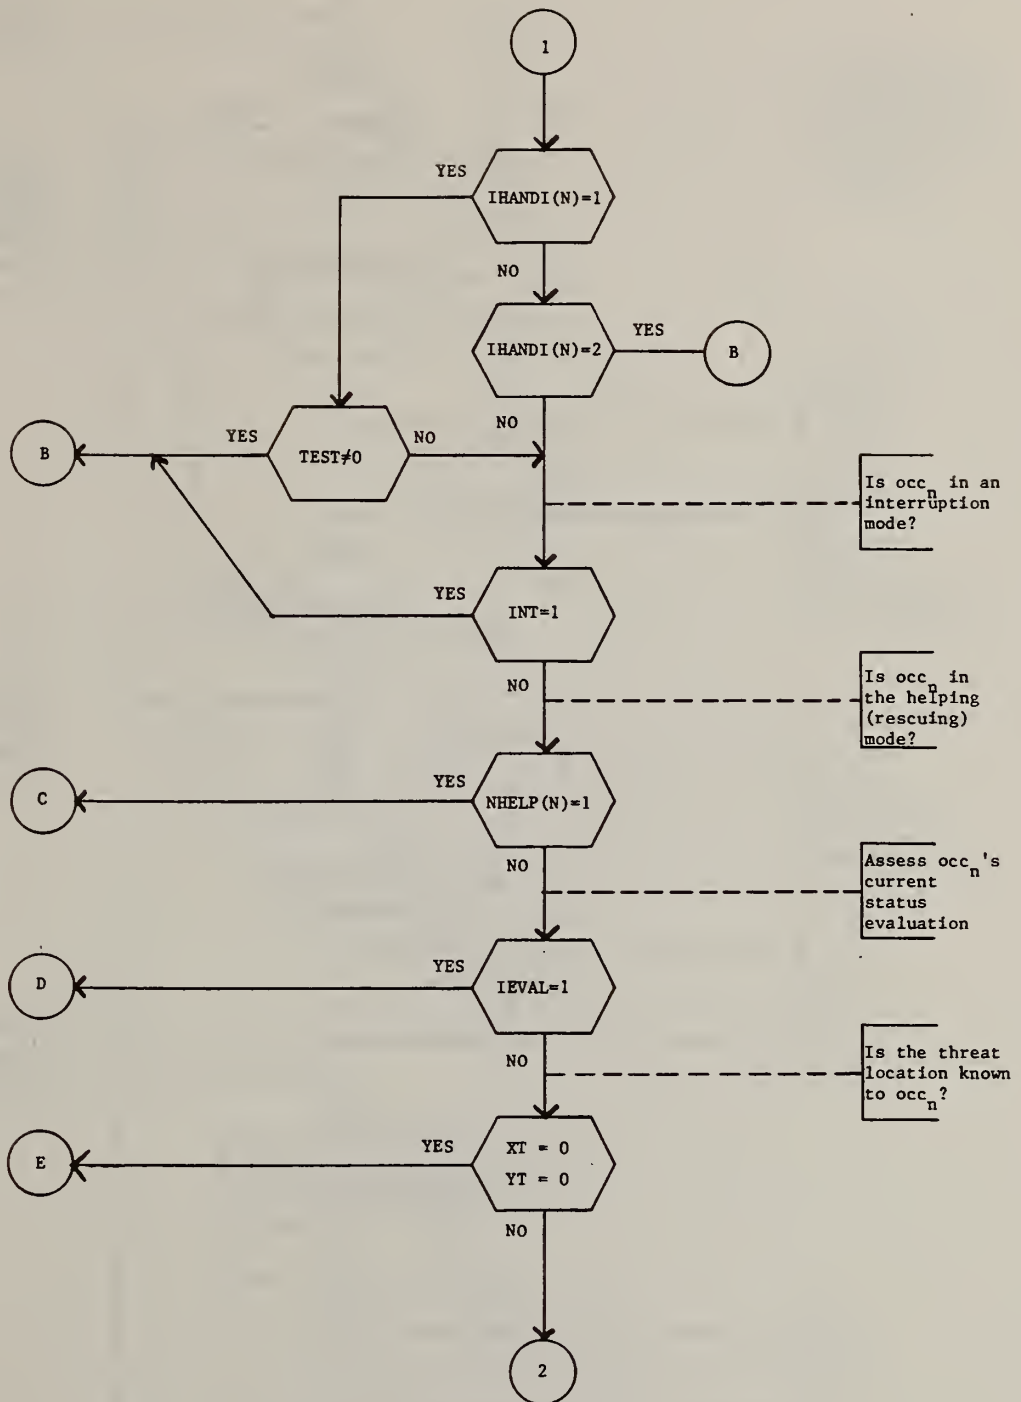 1
YES
IHANDI(N)=1
NO
IHANDI(N)=2
YES
B
NO
B
YES
TEST≠0
NO
Is occn in an
interruption
mode?
YES
INT=1
NO
Is occn in
the helping
(rescuing)
mode?
C
YES
NHELP(N)=1
NO
Assess occn's
current
status
evaluation
D
YES
IEVAL=1
NO
Is the threat
location known
to occn?
E
YES
XT = 0
YT = 0
NO
2